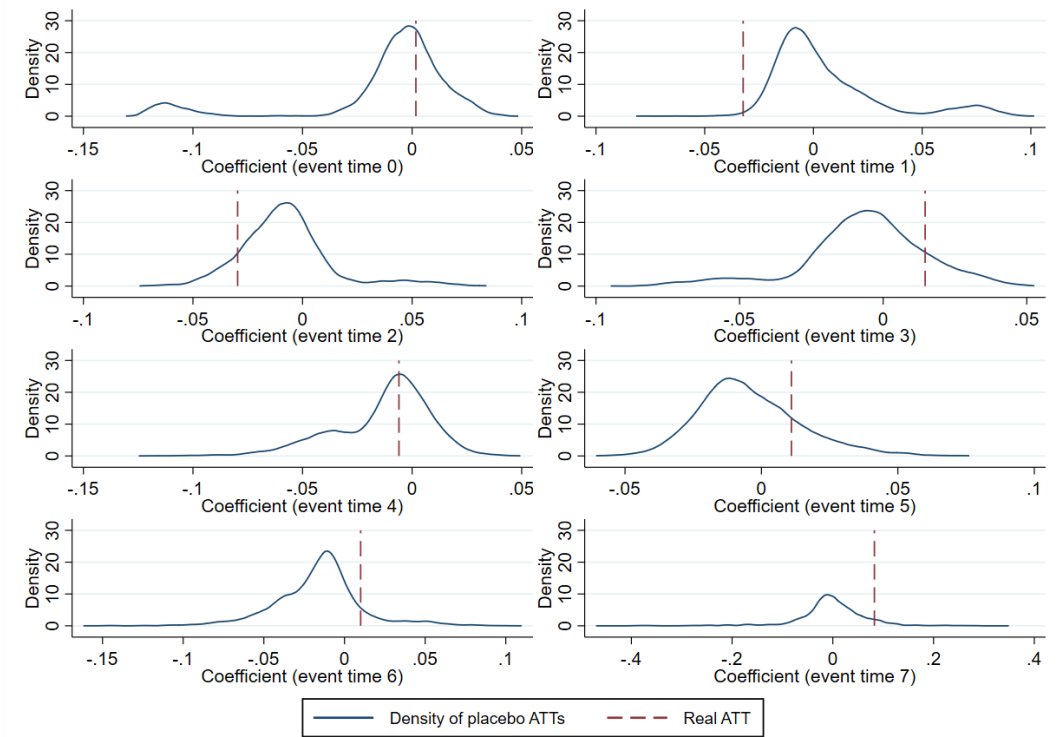 Density
0 10 20 30
-.15 -.1 -.05 0 .05
Coefficient (event time 0)
Density
0 10 20 30
-.1 -.05 0 .05 .1
Coefficient (event time 1)
Density
0 10 20 30
-.1 -.05 0 .05 .1
Coefficient (event time 2)
Density
0 10 20 30
-.1 -.05 0 .05
Coefficient (event time 3)
Density
0 10 20 30
-.15 -.1 -.05 0 .05
Coefficient (event time 4)
Density
0 10 20 30
-.05 0 .05 .1
Coefficient (event time 5)
Density
0 10 20 30
-.15 -.1 -.05 0 .05 .1
Coefficient (event time 6)
Density
0 10 20 30
-.4 -.2 0 .2 .4
Coefficient (event time 7)
Density of placebo ATTs Real ATT